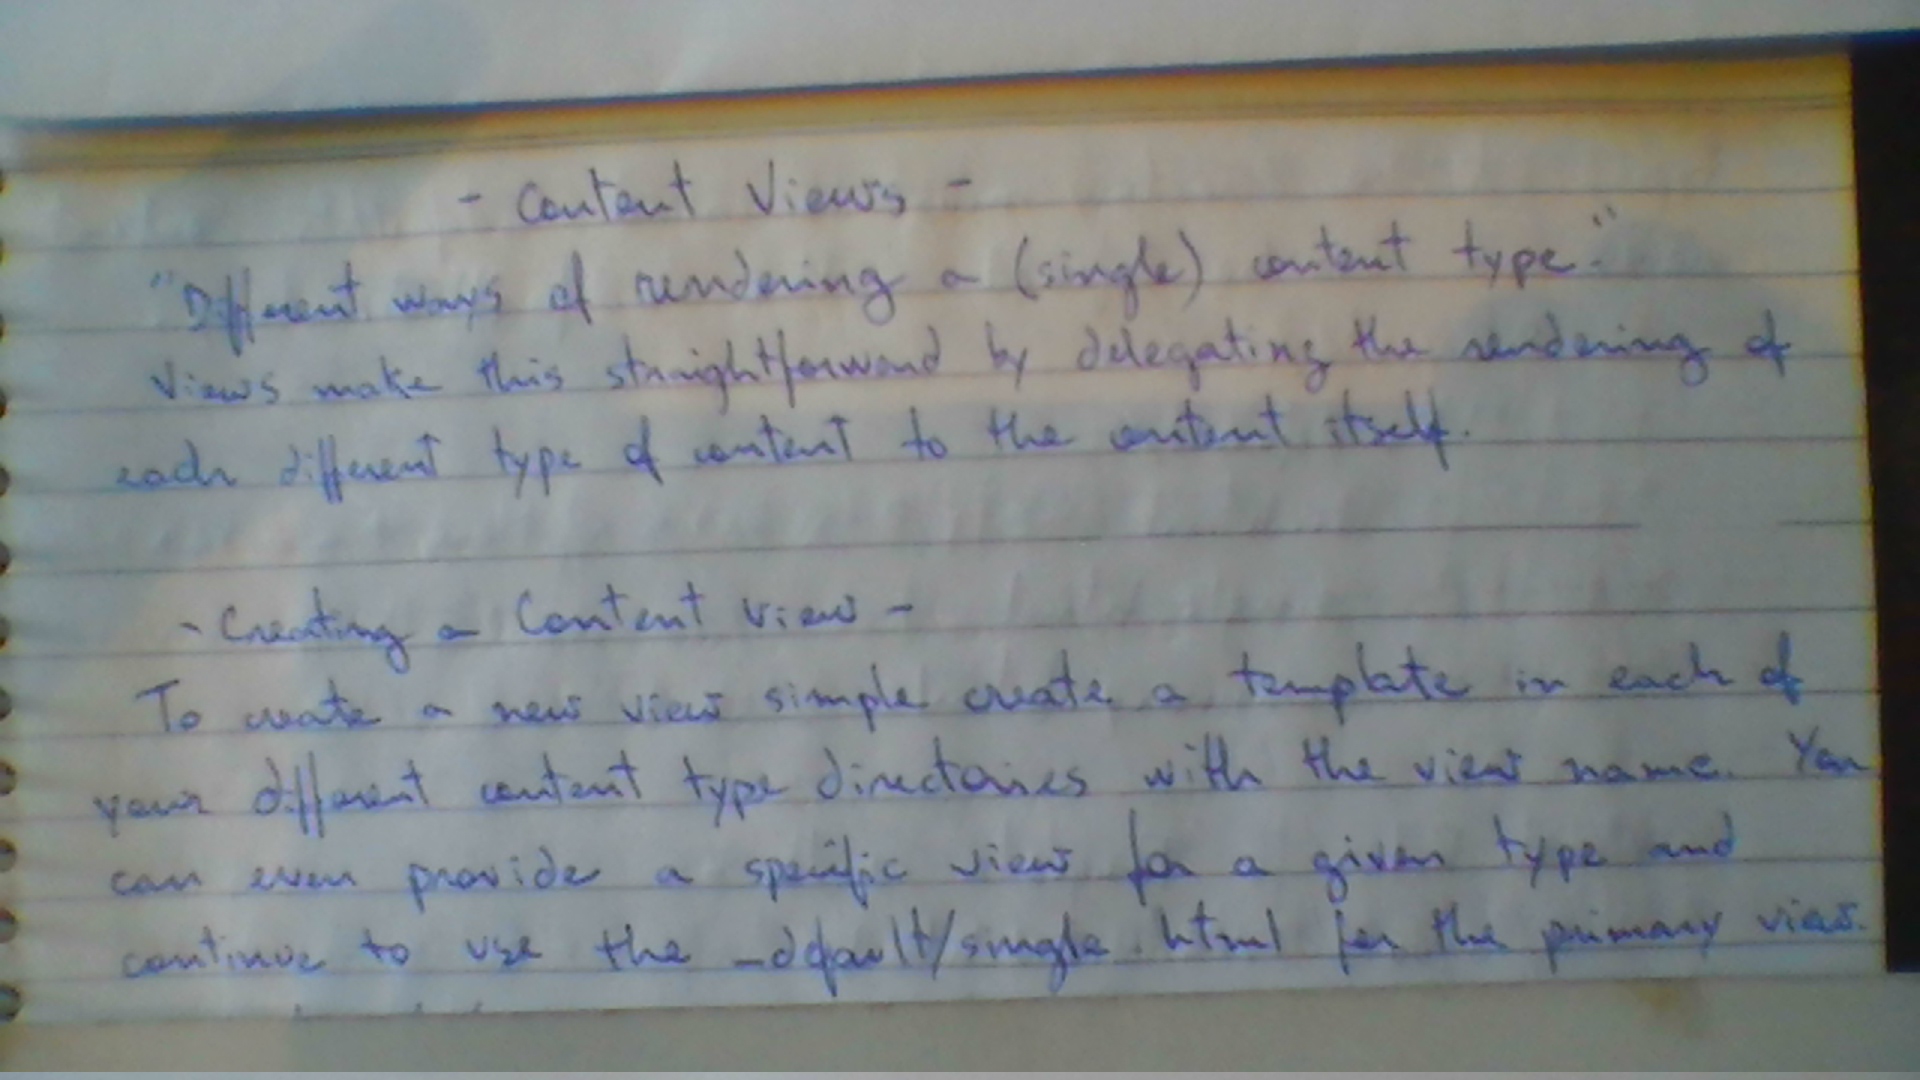 - Content Views -
"Different ways of rendering a (single) content type."
Views make this straightforward by delegating the rendering of
each different type of content to the content itself.
- Creating a Content view -
To create a new view simple create a template in each of
your different content type directories with the view name. You
can even provide a specific view for a given type and
continue to use the _default/single.html for the primary view.